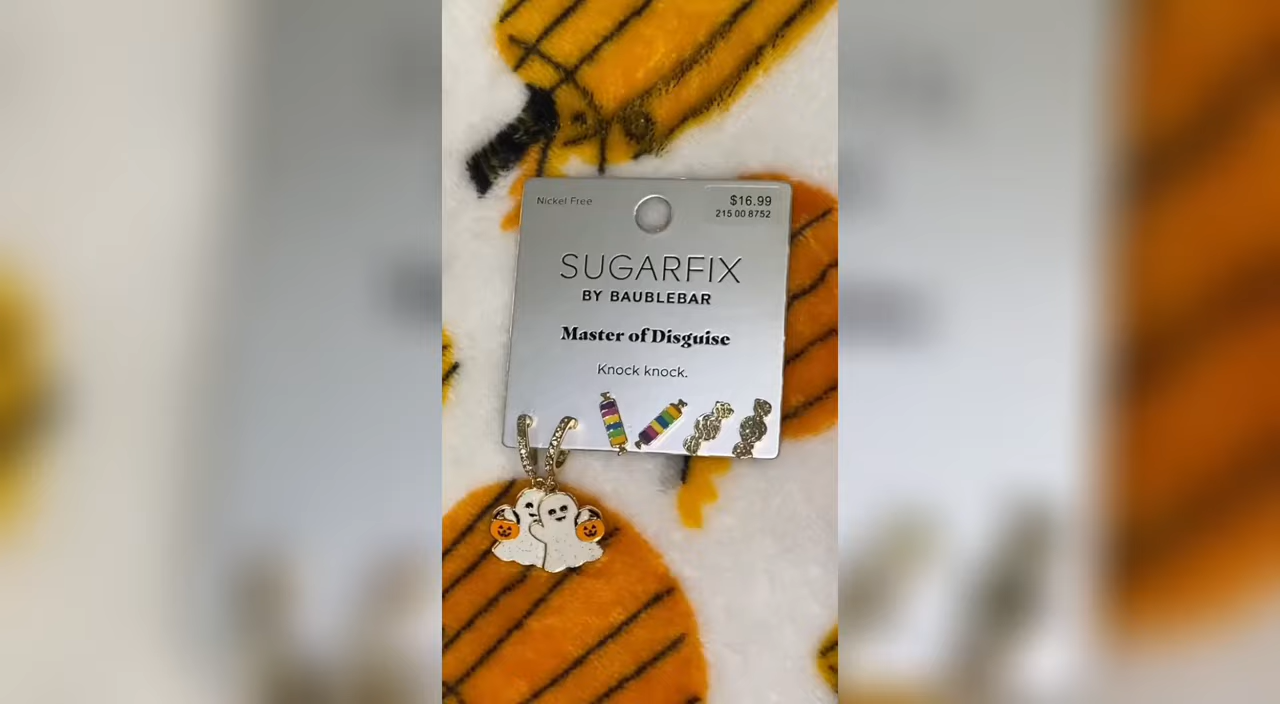 Nickel Free
$16.99
215 00 8752
SUGARFIX
BY BAUBLEBAR
Master of Disguise
Knock knock.